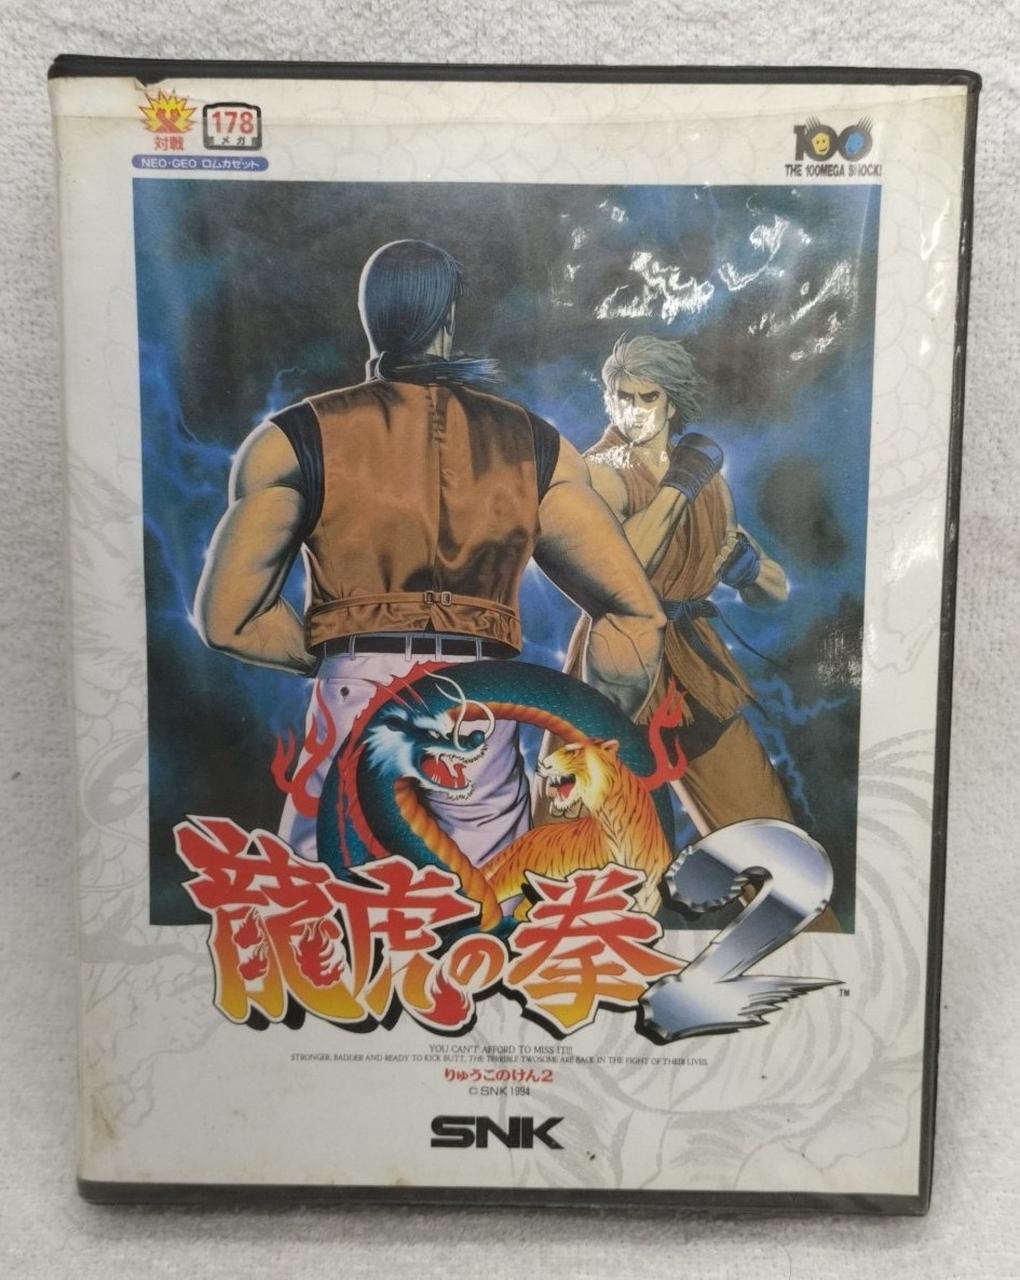 対戦
178
メガ
NEO・GEO ロムカセット
100
THE 100MEGA SHOCK!
龍虎の拳2
TM
YOU CAN'T AFFORD TO MISS IT!!!
STRONGER, BADDER AND READY TO KICK BUTT, THE TERRIBLE TWOSOME ARE BACK IN THE FIGHT OF THEIR LIVES.
りゅうこのけん2
© SNK 1994
SNK